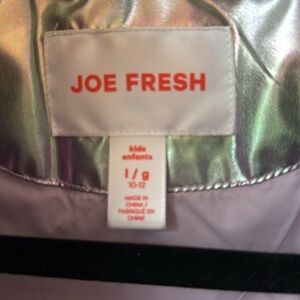 JOE FRESH
kids
enfants
l/g
10-12
MADE IN
CHINA/
FABRIQUÉ EN
CHINE